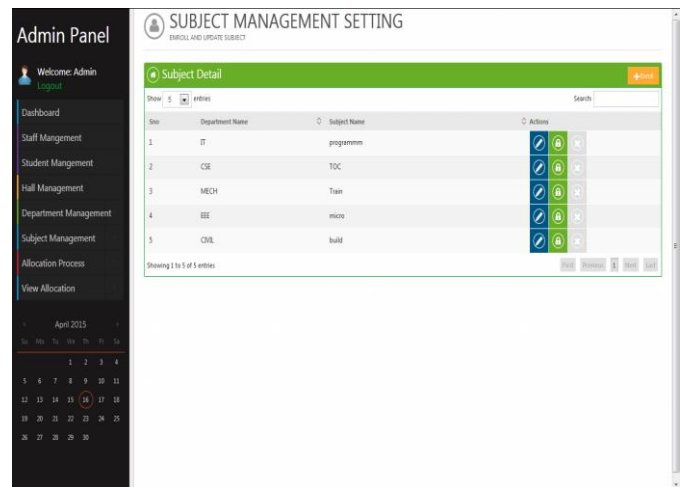 Admin Panel
Welcome: Admin
Logout
Dashboard
Staff Mangement
Student Mangement
Hall Management
Department Management
Subject Management
Allocation Process
View Allocation
April 2015
Su Mo Tu We Th Fr Sa
1 2 3 4
5 6 7 8 9 10 11
12 13 14 15 16 17 18
19 20 21 22 23 24 25
26 27 28 29 30
SUBJECT MANAGEMENT SETTING
ENROLL AND UPDATE SUBJECT
Subject Detail
+Enroll
Show 5 entries
Search:
Sno Department Name Subject Name Actions
1 IT programmm
2 CSE TOC
3 MECH Train
4 EEE micro
5 CIVIL build
Showing 1 to 5 of 5 entries
First Previous 1 Next Last